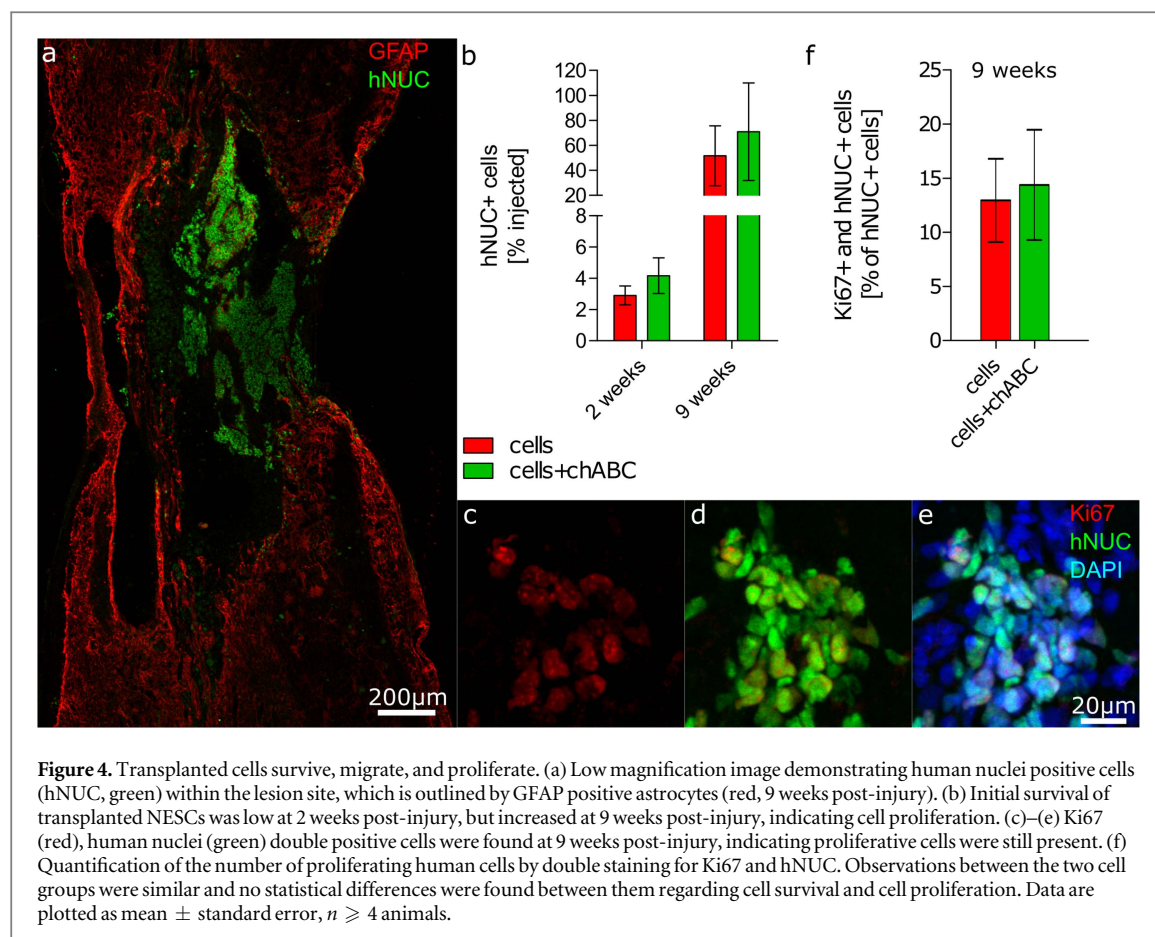 a
GFAP
hNUC
200μm
b
hNUC+ cells
[% injected]
120
100
80
60
40
20
8
6
4
2
0
2 weeks
9 weeks
cells
cells+chABC
f
9 weeks
Ki67+ and hNUC+ cells
[% of hNUC+ cells]
25
20
15
10
5
0
cells
cells+chABC
c
d
e
Ki67
hNUC
DAPI
20μm
Figure 4. Transplanted cells survive, migrate, and proliferate. (a) Low magnification image demonstrating human nuclei positive cells
(hNUC, green) within the lesion site, which is outlined by GFAP positive astrocytes (red, 9 weeks post-injury). (b) Initial survival of
transplanted NESCs was low at 2 weeks post-injury, but increased at 9 weeks post-injury, indicating cell proliferation. (c)–(e) Ki67
(red), human nuclei (green) double positive cells were found at 9 weeks post-injury, indicating proliferative cells were still present. (f)
Quantification of the number of proliferating human cells by double staining for Ki67 and hNUC. Observations between the two cell
groups were similar and no statistical differences were found between them regarding cell survival and cell proliferation. Data are
plotted as mean ± standard error, n ⩾ 4 animals.